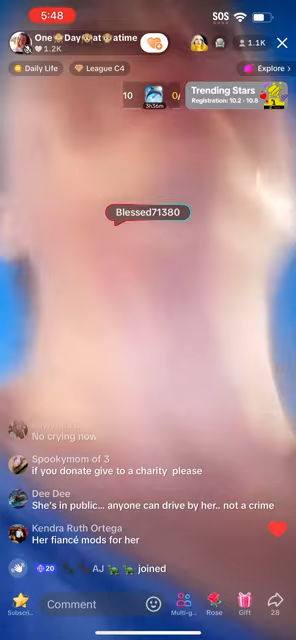 5:48
SOS
One🙈Day🙉at🙊atime
1.2K
1.1K
Daily Life
League C4
Explore >
10
0/
3h36m
Trending Stars
Registration: 10.2 - 10.8
Blessed71380
No crying now
Spookymom of 3
if you donate give to a charity please
Dee Dee
She's in public... anyone can drive by her.. not a crime
Kendra Ruth Ortega
Her fiancé mods for her
20
AJ 🐢 🐢 joined
Subscri...
Comment
Multi-g...
Rose
Gift
28